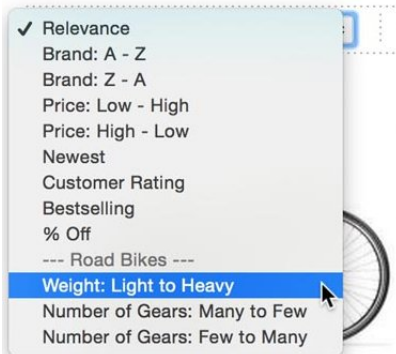 Relevance
Brand: A - Z
Brand: Z - A
Price: Low - High
Price: High - Low
Newest
Customer Rating
Bestselling
% Off
--- Road Bikes ---
Weight: Light to Heavy
Number of Gears: Many to Few
Number of Gears: Few to Many